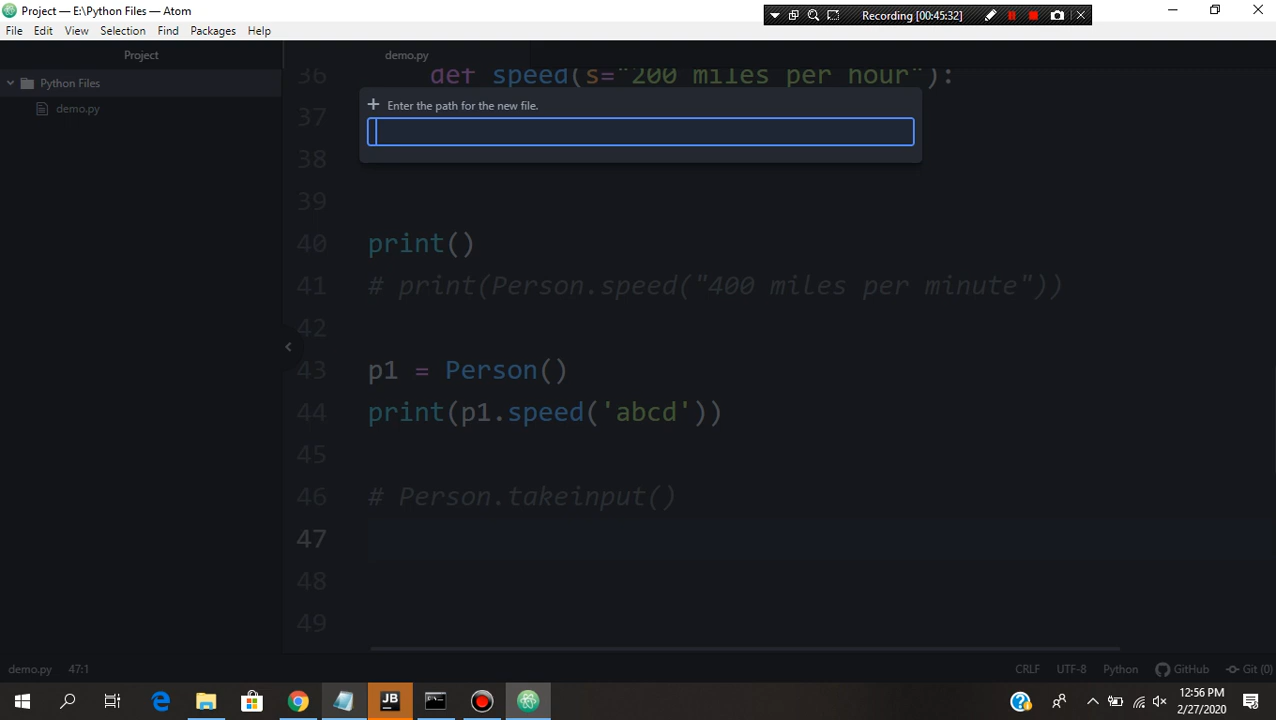 Project — E:\Python Files — Atom
Recording [00:45:32]
File Edit View Selection Find Packages Help
Project
demo.py
Python Files
demo.py
36 def speed(s="200 miles per hour"):
+ Enter the path for the new file.
37
38
39
40 print()
41 # print(Person.speed("400 miles per minute"))
42
43 p1 = Person()
44 print(p1.speed('abcd'))
45
46 # Person.takeinput()
47
48
49
demo.py 47:1 CRLF UTF-8 Python GitHub Git (0)
JB
12:56 PM
2/27/2020